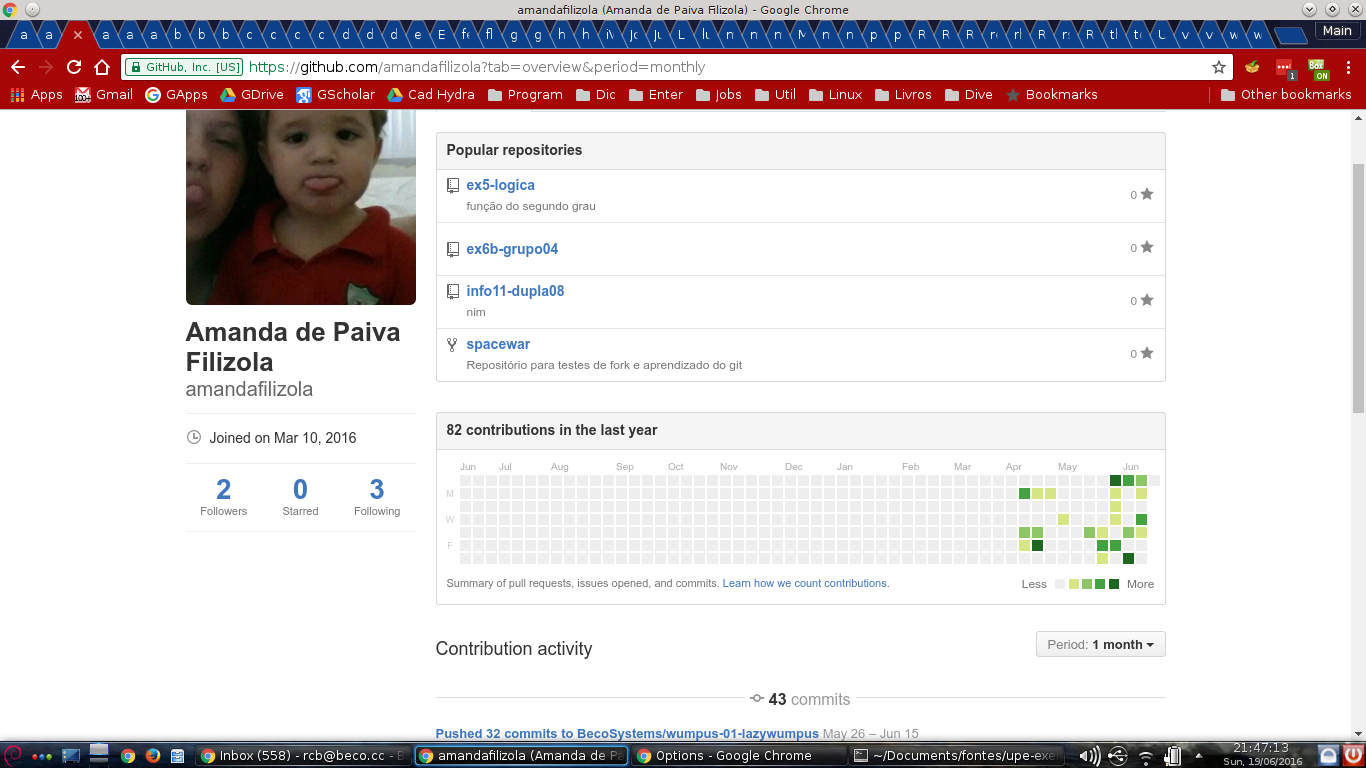 amandafilizola (Amanda de Paiva Filizola) - Google Chrome
Main
GitHub, Inc. [US] https://github.com/amandafilizola?tab=overview&period=monthly
Apps Gmail GApps GDrive GScholar Cad Hydra Program Dic Enter Jobs Util Linux Livros Dive Bookmarks Other bookmarks
Amanda de Paiva
Filizola
amandafilizola
Joined on Mar 10, 2016
2 0 3
Followers Starred Following
Popular repositories
ex5-logica 0
função do segundo grau
ex6b-grupo04 0
info11-dupla08 0
nim
spacewar 0
Repositório para testes de fork e aprendizado do git
82 contributions in the last year
Jun Jul Aug Sep Oct Nov Dec Jan Feb Mar Apr May Jun
M
W
F
Summary of pull requests, issues opened, and commits. Learn how we count contributions. Less More
Contribution activity Period: 1 month
43 commits
Pushed 32 commits to BecoSystems/wumpus-01-lazywumpus May 26 – Jun 15
Inbox (558) - rcb@beco.cc - amandafilizola (Amanda de Pa Options - Google Chrome ~/Documents/fontes/upe-exe 21:47:13
Sun, 19/06/2016